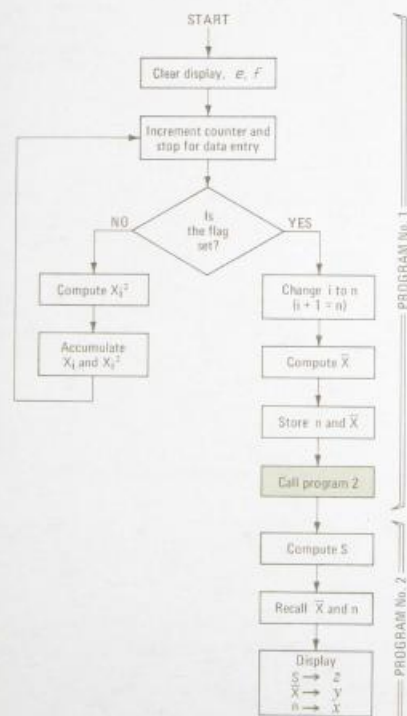 START
Clear display, e, f
Increment counter and
stop for data entry
Is
the flag
set?
NO
YES
Compute Xᵢ²
Accumulate
Xᵢ and Xᵢ²
Change i to n
(i + 1 = n)
Compute X̅
Store n and X̅
Call program 2
Compute S
Recall X̅ and n
Display
S → z
X̅ → y
n → x
PROGRAM No. 1
PROGRAM No. 2